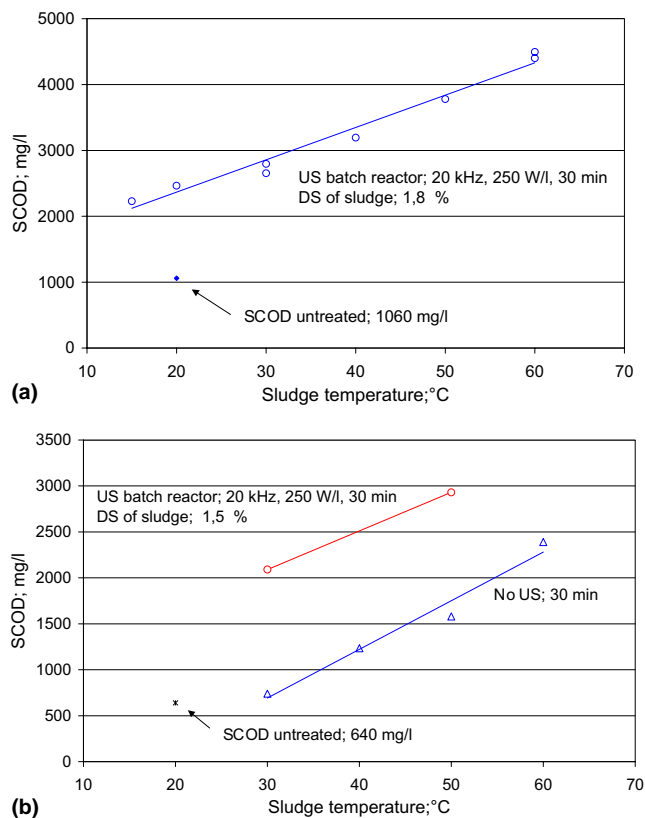 5000
4000
3000
2000
1000
0
SCOD; mg/l
US batch reactor; 20 kHz, 250 W/l, 30 min
DS of sludge; 1,8 %
SCOD untreated; 1060 mg/l
10 20 30 40 50 60 70
Sludge temperature;°C
(a)
3500
3000
2500
2000
1500
1000
500
0
SCOD; mg/l
US batch reactor; 20 kHz, 250 W/l, 30 min
DS of sludge; 1,5 %
No US; 30 min
SCOD untreated; 640 mg/l
10 20 30 40 50 60 70
Sludge temperature;°C
(b)